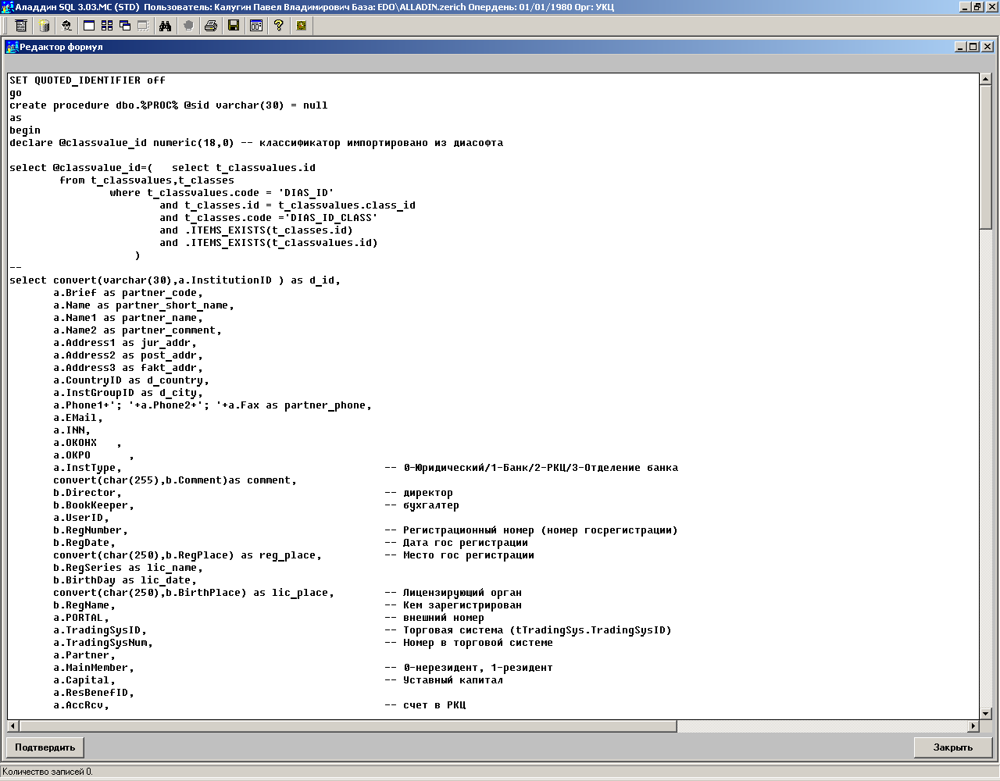 Аладдин SQL 3.03.MC (STD)  Пользователь: Калугин Павел Владимирович База: EDO\ALLADIN.zerich Опердень: 01/01/1980 Орг: УКЦ
Редактор формул
SET QUOTED_IDENTIFIER off
go
create procedure dbo.%PROC% @sid varchar(30) = null
as
begin
declare @classvalue_id numeric(18,0) -- классификатор импортировано из диасофта
select @classvalue_id=(   select t_classvalues.id
from t_classvalues,t_classes
where t_classvalues.code = 'DIAS_ID'
and t_classes.id = t_classvalues.class_id
and t_classes.code ='DIAS_ID_CLASS'
and .ITEMS_EXISTS(t_classes.id)
and .ITEMS_EXISTS(t_classvalues.id)
)
--
select convert(varchar(30),a.InstitutionID ) as d_id,
a.Brief as partner_code,
a.Name as partner_short_name,
a.Name1 as partner_name,
a.Name2 as partner_comment,
a.Address1 as jur_addr,
a.Address2 as post_addr,
a.Address3 as fakt_addr,
a.CountryID as d_country,
a.InstGroupID as d_city,
a.Phone1+'; '+a.Phone2+'; '+a.Fax as partner_phone,
a.EMail,
a.INN,
a.OKOHX   ,
a.OKPO      ,
a.InstType, -- 0-Юридический/1-Банк/2-РКЦ/3-Отделение банка
convert(char(255),b.Comment)as comment,
b.Director, -- директор
b.BookKeeper, -- бухгалтер
a.UserID,
b.RegNumber, -- Регистрационный номер (номер госрегистрации)
b.RegDate, -- Дата гос регистрации
convert(char(250),b.RegPlace) as reg_place, -- Место гос регистрации
b.RegSeries as lic_name,
b.BirthDay as lic_date,
convert(char(250),b.BirthPlace) as lic_place, -- Лицензирующий орган
b.RegName, -- Кем зарегистрирован
a.PORTAL, -- внешний номер
a.TradingSysID, -- Торговая система (tTradingSys.TradingSysID)
a.TradingSysNum, -- Номер в торговой системе
a.Partner,
a.MainMember, -- 0-нерезидент, 1-резидент
a.Capital, -- Уставный капитал
a.ResBenefID,
a.AccRcv, -- счет в РКЦ
Подтвердить Закрыть
Количество записей 0.